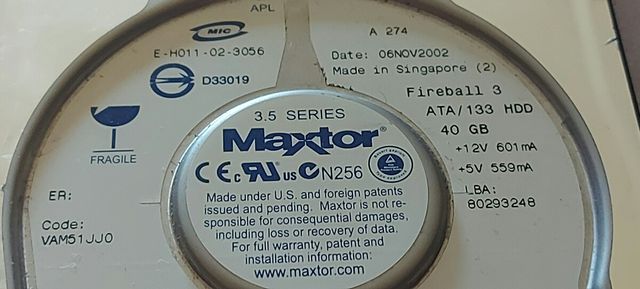 APL
MIC
E-H011-02-3056
D33019
FRAGILE
ER:
Code:
VAM51JJ0
A 274
Date: 06NOV2002
Made in Singapore (2)
Fireball 3
ATA/133 HDD
40 GB
+12V 601mA
+5V 559mA
LBA:
80293248
3.5 SERIES
Maxtor®
CE c UL us N256
Made under U.S. and foreign patents
issued and pending. Maxtor is not re-
sponsible for consequential damages,
including loss or recovery of data.
For full warranty, patent and
installation information:
www.maxtor.com